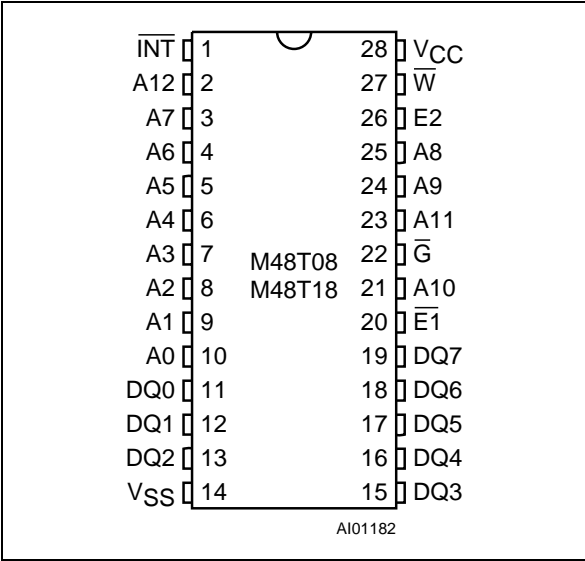 I̅N̅T̅ 1 28 VCC
A12 2 27 W̅
A7 3 26 E2
A6 4 25 A8
A5 5 24 A9
A4 6 23 A11
A3 7 22 G̅
M48T08
A2 8 21 A10
M48T18
A1 9 20 E̅1̅
A0 10 19 DQ7
DQ0 11 18 DQ6
DQ1 12 17 DQ5
DQ2 13 16 DQ4
VSS 14 15 DQ3
AI01182